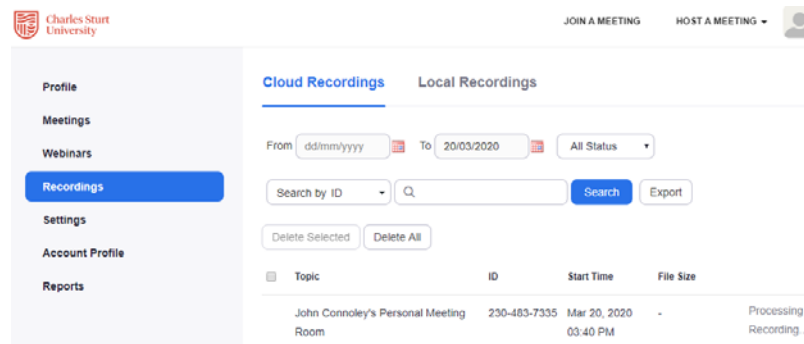 Charles Sturt
University
JOIN A MEETING
HOST A MEETING
Profile
Meetings
Webinars
Recordings
Settings
Account Profile
Reports
Cloud Recordings
Local Recordings
From dd/mm/yyyy To 20/03/2020 All Status
Search by ID Search Export
Delete Selected Delete All
Topic ID Start Time File Size
John Connoley's Personal Meeting 230-483-7335 Mar 20, 2020 - Processing
Room 03:40 PM Recording...